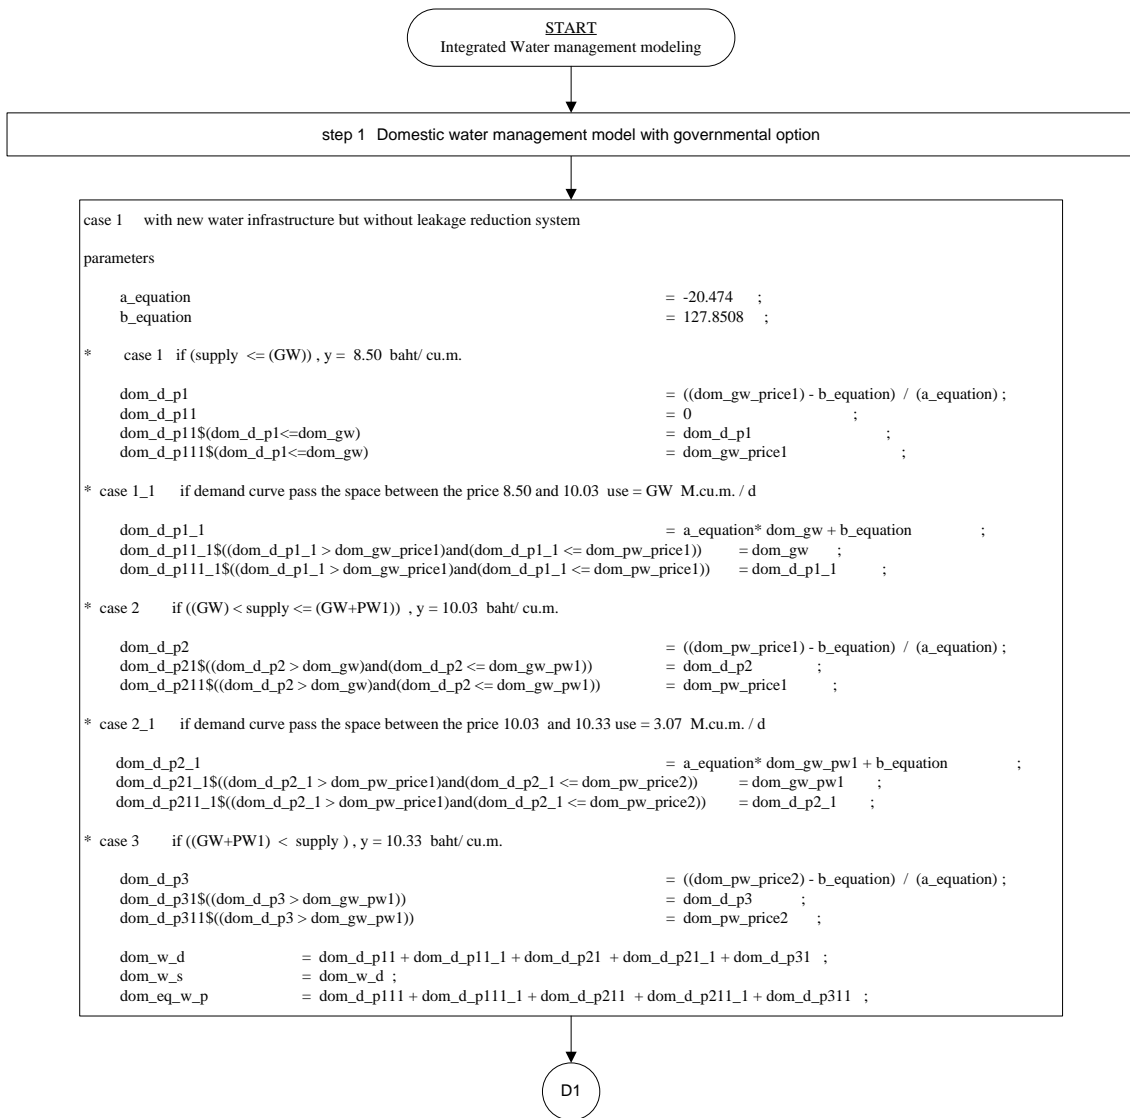 START
Integrated Water management modeling
step 1 Domestic water management model with governmental option
case 1 with new water infrastructure but without leakage reduction system
parameters
a_equation = -20.474 ;
b_equation = 127.8508 ;
* case 1 if (supply <= (GW)) , y = 8.50 baht/ cu.m.
dom_d_p1 = ((dom_gw_price1) - b_equation) / (a_equation) ;
dom_d_p11 = 0 ;
dom_d_p11$(dom_d_p1<=dom_gw) = dom_d_p1 ;
dom_d_p111$(dom_d_p1<=dom_gw) = dom_gw_price1 ;
* case 1_1 if demand curve pass the space between the price 8.50 and 10.03 use = GW M.cu.m. / d
dom_d_p1_1 = a_equation* dom_gw + b_equation ;
dom_d_p11_1$((dom_d_p1_1 > dom_gw_price1)and(dom_d_p1_1 <= dom_pw_price1)) = dom_gw ;
dom_d_p111_1$((dom_d_p1_1 > dom_gw_price1)and(dom_d_p1_1 <= dom_pw_price1)) = dom_d_p1_1 ;
* case 2 if ((GW) < supply <= (GW+PW1)) , y = 10.03 baht/ cu.m.
dom_d_p2 = ((dom_pw_price1) - b_equation) / (a_equation) ;
dom_d_p21$((dom_d_p2 > dom_gw)and(dom_d_p2 <= dom_gw_pw1)) = dom_d_p2 ;
dom_d_p211$((dom_d_p2 > dom_gw)and(dom_d_p2 <= dom_gw_pw1)) = dom_pw_price1 ;
* case 2_1 if demand curve pass the space between the price 10.03 and 10.33 use = 3.07 M.cu.m. / d
dom_d_p2_1 = a_equation* dom_gw_pw1 + b_equation ;
dom_d_p21_1$((dom_d_p2_1 > dom_pw_price1)and(dom_d_p2_1 <= dom_pw_price2)) = dom_gw_pw1 ;
dom_d_p211_1$((dom_d_p2_1 > dom_pw_price1)and(dom_d_p2_1 <= dom_pw_price2)) = dom_d_p2_1 ;
* case 3 if ((GW+PW1) < supply ) , y = 10.33 baht/ cu.m.
dom_d_p3 = ((dom_pw_price2) - b_equation) / (a_equation) ;
dom_d_p31$((dom_d_p3 > dom_gw_pw1)) = dom_d_p3 ;
dom_d_p311$((dom_d_p3 > dom_gw_pw1)) = dom_pw_price2 ;
dom_w_d = dom_d_p11 + dom_d_p11_1 + dom_d_p21 + dom_d_p21_1 + dom_d_p31 ;
dom_w_s = dom_w_d ;
dom_eq_w_p = dom_d_p111 + dom_d_p111_1 + dom_d_p211 + dom_d_p211_1 + dom_d_p311 ;
D1